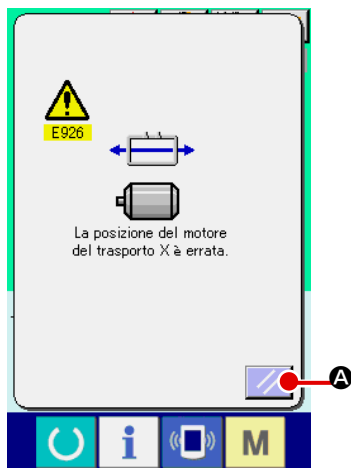 E926
La posizione del motore
del trasporto X è errata.
A
i
M